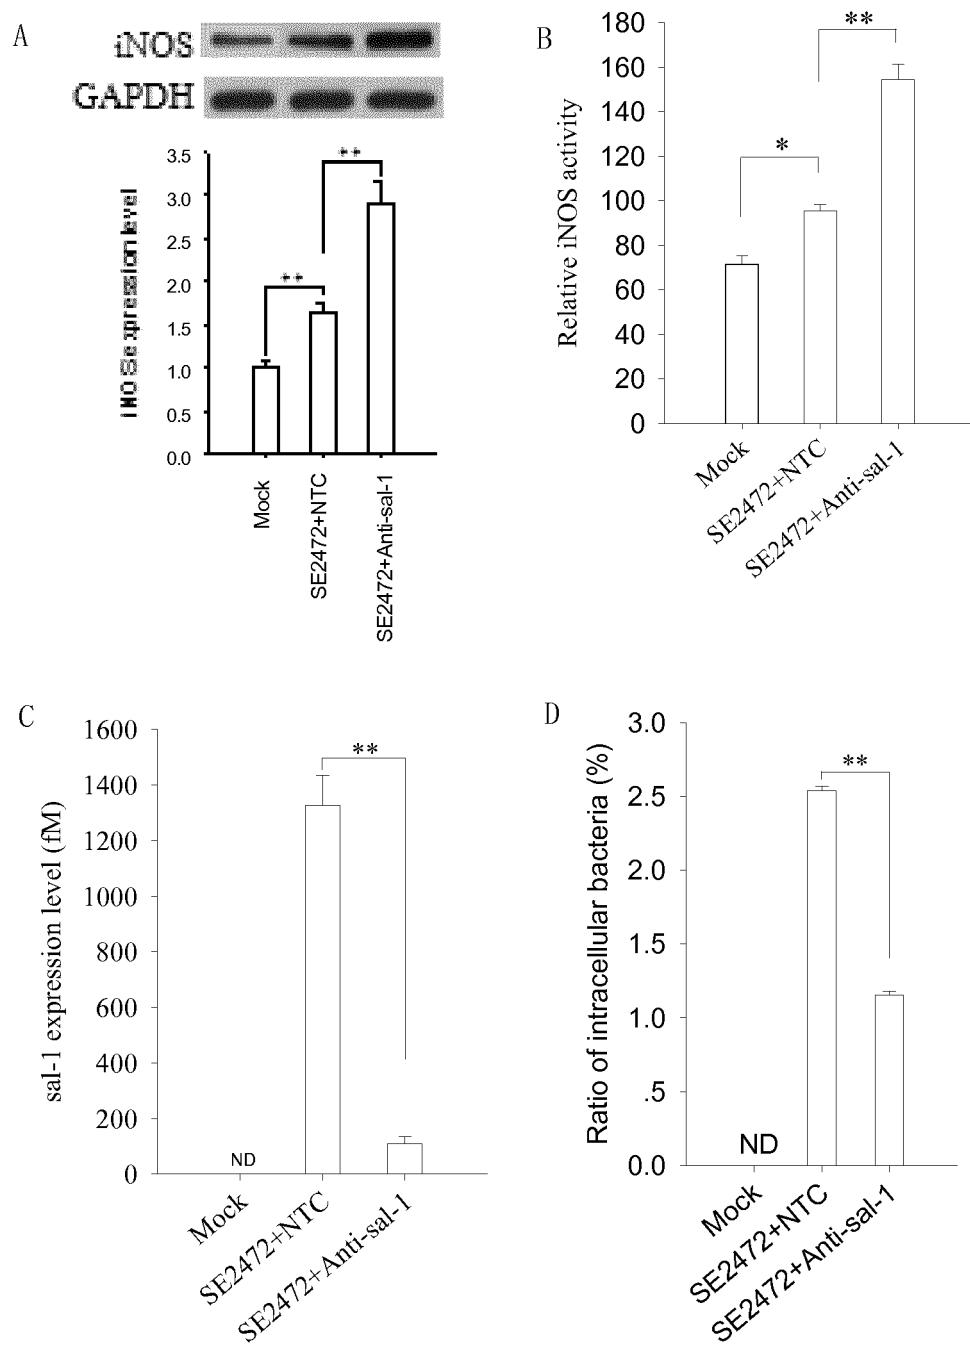 A
iNOS
GAPDH
iNOS expression level
3.5
3.0
2.5
2.0
1.5
1.0
0.5
0.0
**
**
Mock
SE2472+NTC
SE2472+Anti-sal-1
B
Relative iNOS activity
180
160
140
120
100
80
60
40
20
0
*
**
Mock
SE2472+NTC
SE2472+Anti-sal-1
C
sal-1 expression level (fM)
1600
1400
1200
1000
800
600
400
200
0
ND
**
Mock
SE2472+NTC
SE2472+Anti-sal-1
D
Ratio of intracellular bacteria (%)
3.0
2.5
2.0
1.5
1.0
.5
0.0
ND
**
Mock
SE2472+NTC
SE2472+Anti-sal-1